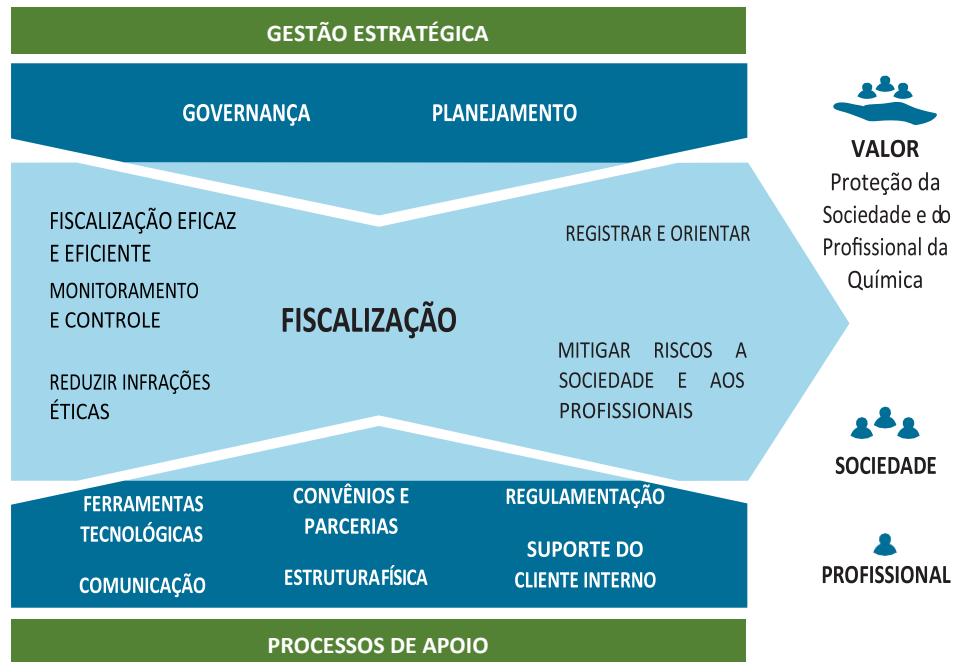 GESTÃO ESTRATÉGICA
GOVERNANÇA
PLANEJAMENTO
FISCALIZAÇÃO EFICAZ
E EFICIENTE
MONITORAMENTO
E CONTROLE
REDUZIR INFRAÇÕES
ÉTICAS
FISCALIZAÇÃO
REGISTRAR E ORIENTAR
MITIGAR RISCOS A
SOCIEDADE E AOS
PROFISSIONAIS
FERRAMENTAS
TECNOLÓGICAS
COMUNICAÇÃO
CONVÊNIOS E
PARCERIAS
ESTRUTURAFÍSICA
REGULAMENTAÇÃO
SUPORTE DO
CLIENTE INTERNO
PROCESSOS DE APOIO
VALOR
Proteção da
Sociedade e do
Profissional da
Química
SOCIEDADE
PROFISSIONAL